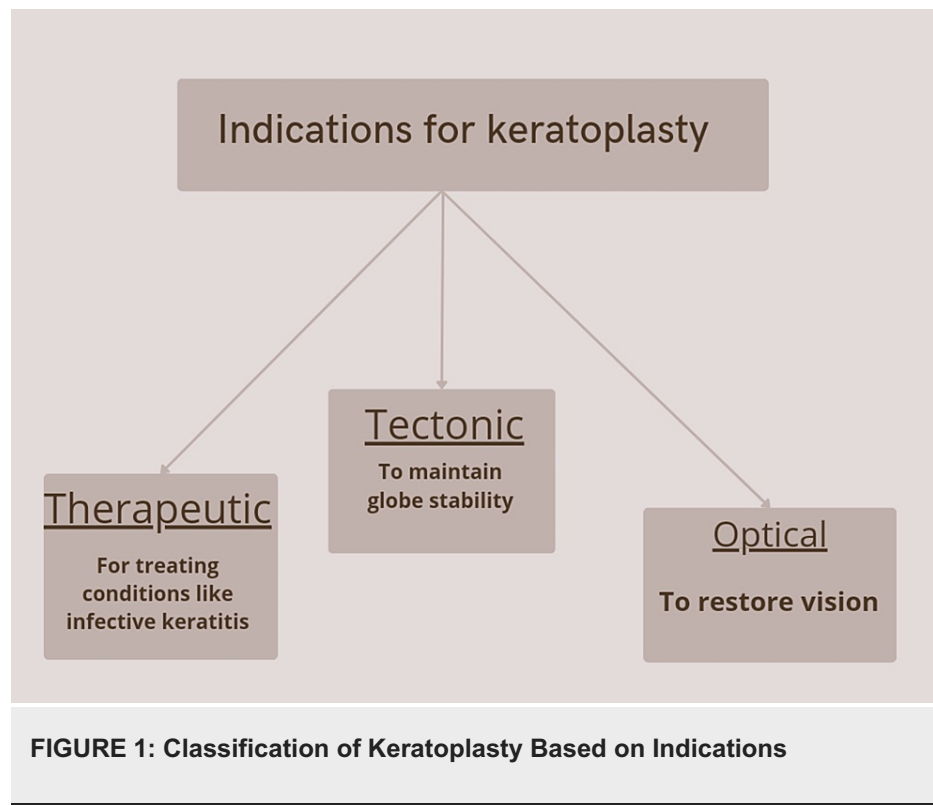 Indications for keratoplasty
Therapeutic
For treating
conditions like
infective keratitis
Tectonic
To maintain
globe stability
Optical
To restore vision
FIGURE 1: Classification of Keratoplasty Based on Indications